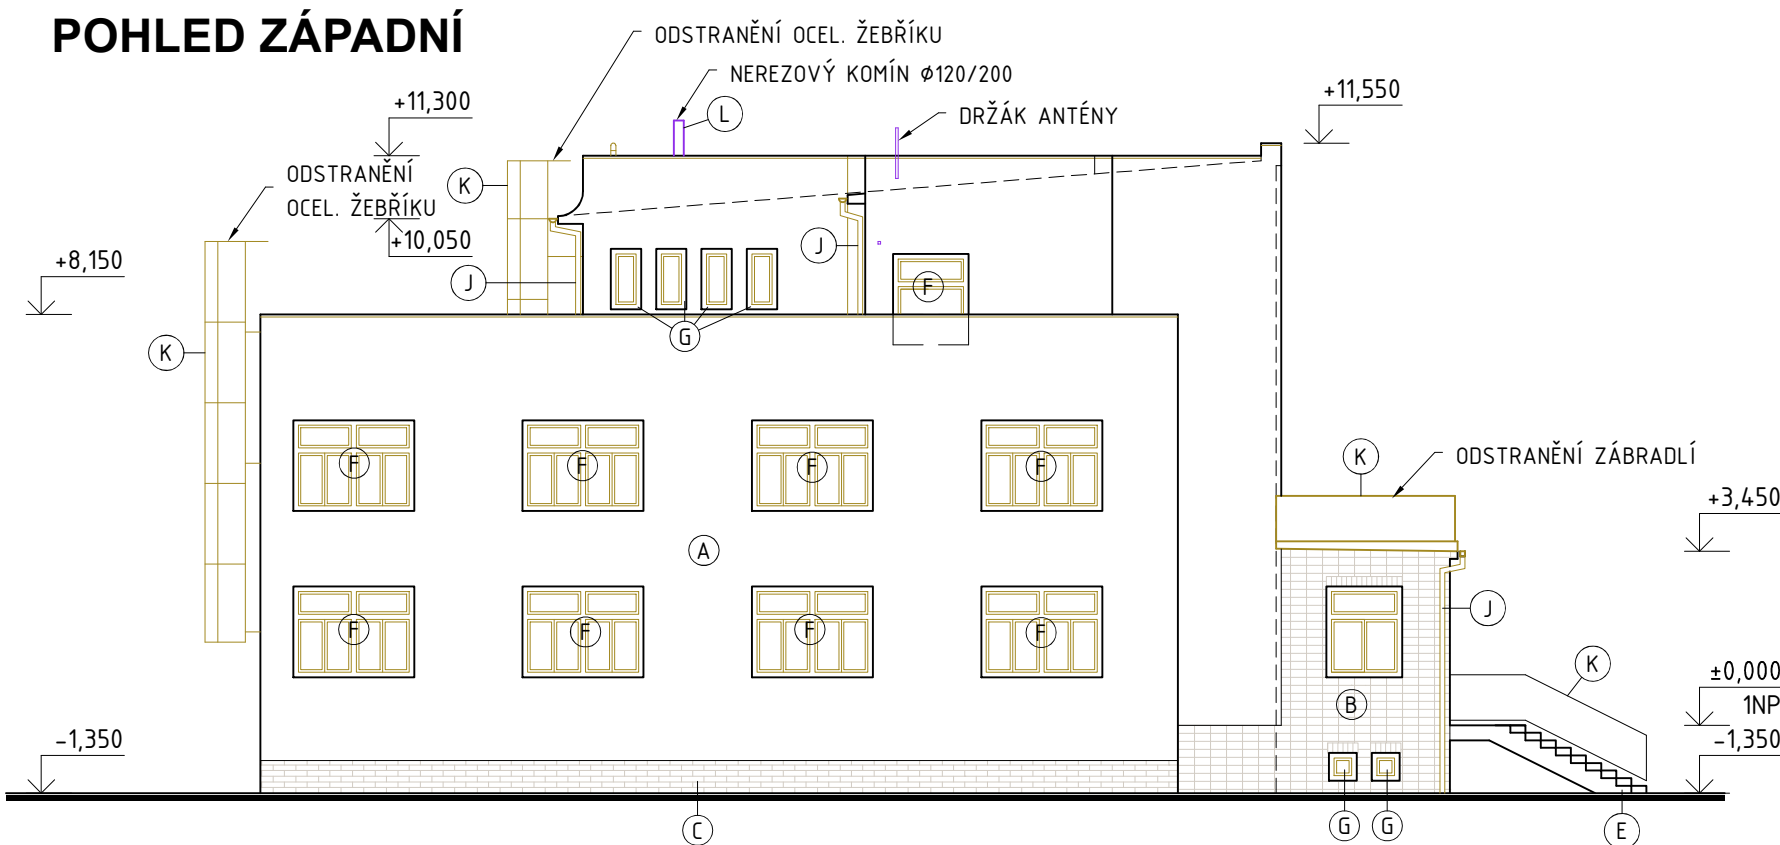 POHLED ZÁPADNÍ
ODSTRANĚNÍ OCEL. ŽEBŘÍKU
NEREZOVÝ KOMÍN Ø120/200
+11,300
L
DRŽÁK ANTÉNY
+11,550
ODSTRANĚNÍ
OCEL. ŽEBŘÍKU
K
+10,050
J
+8,150
J
F
G
K
F
F
F
F
K
ODSTRANĚNÍ ZÁBRADLÍ
+3,450
A
F
F
F
F
J
K
±0,000
1NP
B
-1,350
-1,350
C
G
G
E